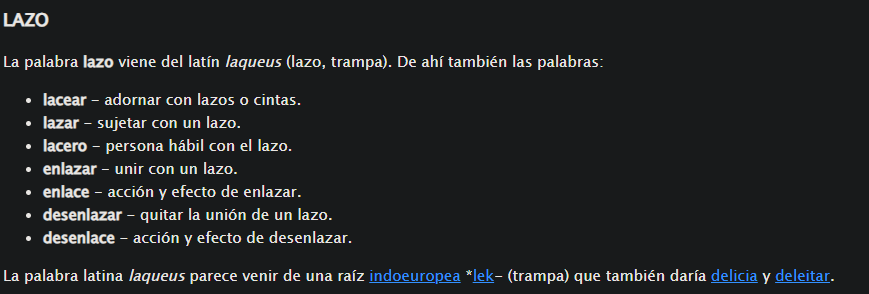 LAZO
La palabra lazo viene del latín laqueus (lazo, trampa). De ahí también las palabras:
• lacear – adornar con lazos o cintas.
• lazar – sujetar con un lazo.
• lacero – persona hábil con el lazo.
• enlazar – unir con un lazo.
• enlace – acción y efecto de enlazar.
• desenlazar – quitar la unión de un lazo.
• desenlace – acción y efecto de desenlazar.
La palabra latina laqueus parece venir de una raíz indoeuropea *lek– (trampa) que también daría delicia y deleitar.